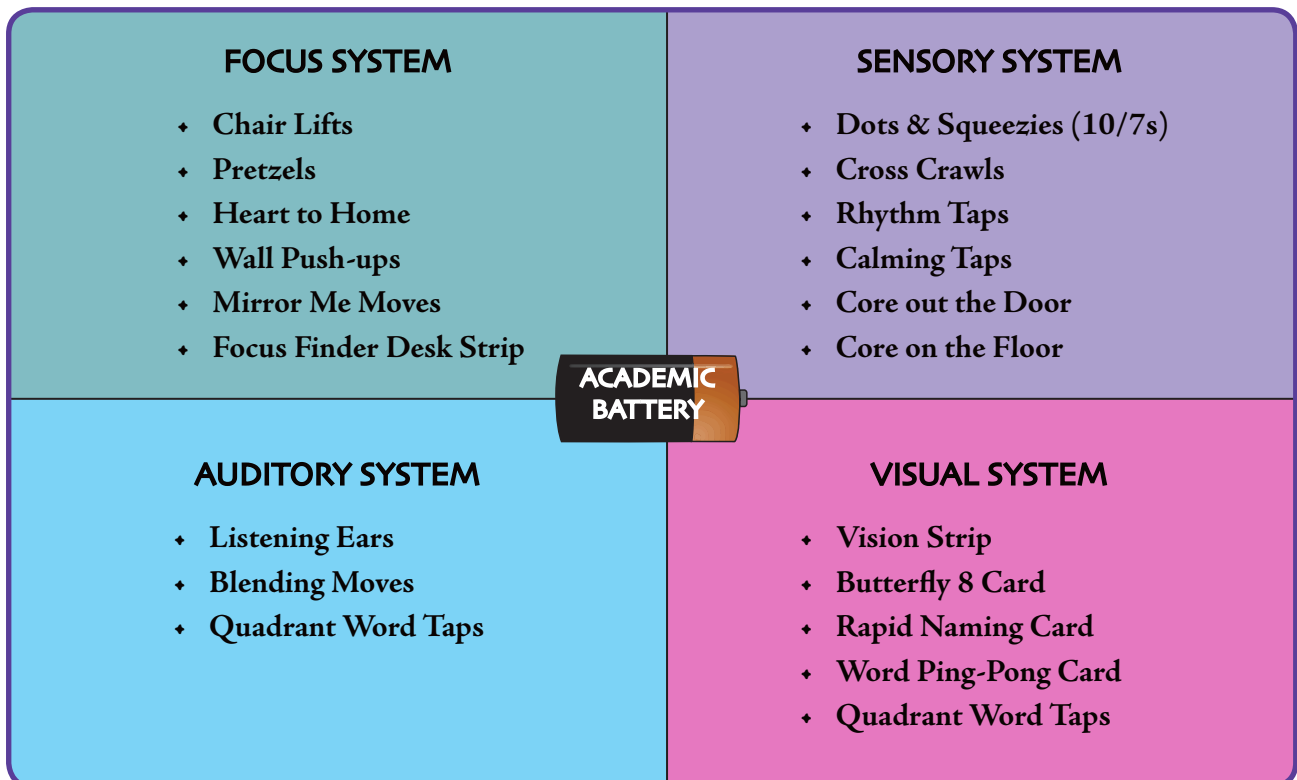 FOCUS SYSTEM
Chair Lifts
Pretzels
Heart to Home
Wall Push-ups
Mirror Me Moves
Focus Finder Desk Strip
SENSORY SYSTEM
Dots & Squeezies (10/7s)
Cross Crawls
Rhythm Taps
Calming Taps
Core out the Door
Core on the Floor
ACADEMIC
BATTERY
AUDITORY SYSTEM
Listening Ears
Blending Moves
Quadrant Word Taps
VISUAL SYSTEM
Vision Strip
Butterfly 8 Card
Rapid Naming Card
Word Ping-Pong Card
Quadrant Word Taps